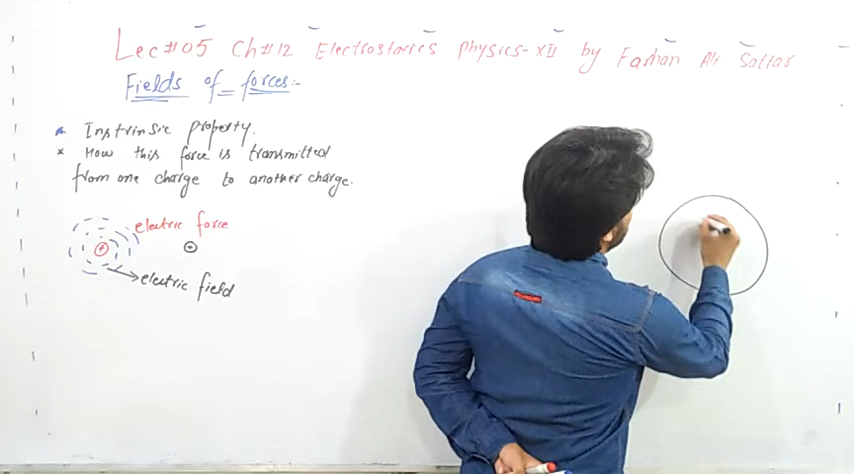 Lec#05 Ch#12 Electrostatics Physics-XII by Farhan Ali Sattar
Fields of forces:-
Instrinsic property.
× How this force is transmitted
from one charge to another charge.
electric force
+
+
electric field